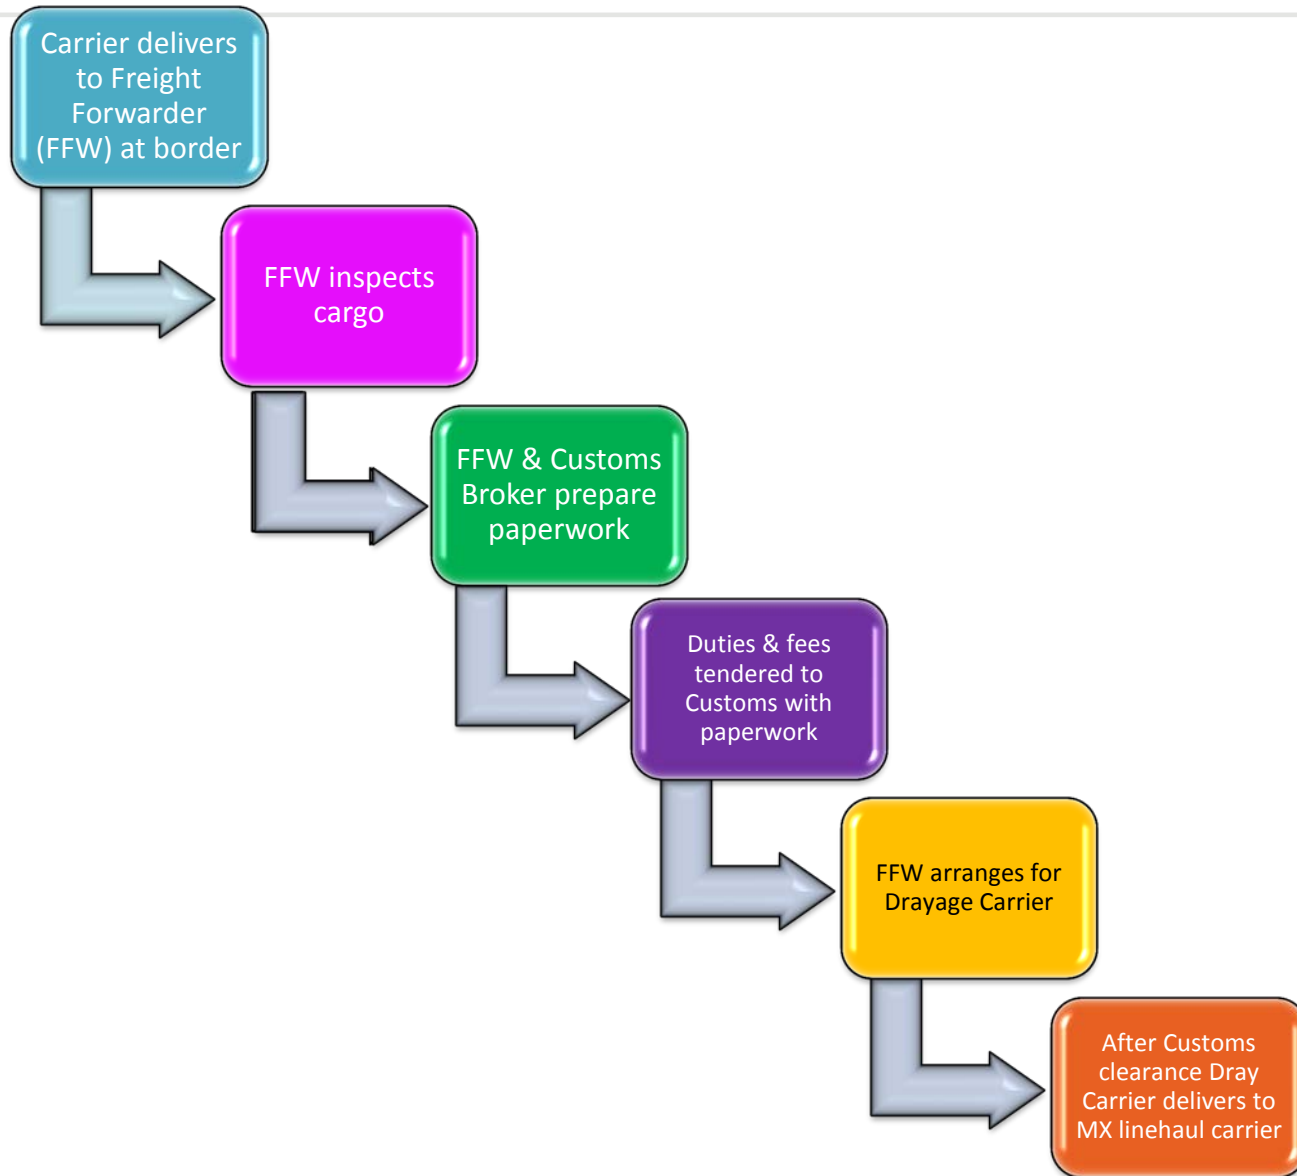 Carrier delivers
to Freight
Forwarder
(FFW) at border
FFW inspects
cargo
FFW & Customs
Broker prepare
paperwork
Duties & fees
tendered to
Customs with
paperwork
FFW arranges for
Drayage Carrier
After Customs
clearance Dray
Carrier delivers to
MX linehaul carrier